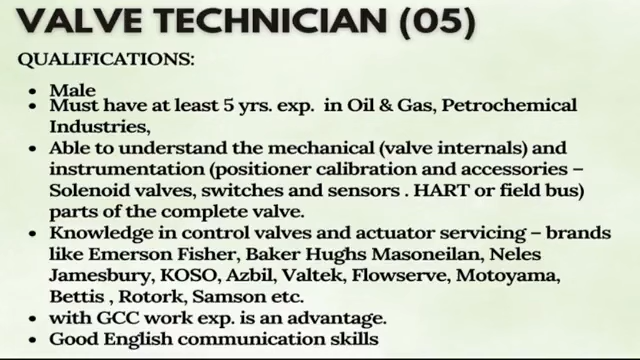 VALVE TECHNICIAN (05)
QUALIFICATIONS:
• Male
• Must have at least 5 yrs. exp. in Oil & Gas, Petrochemical
Industries,
• Able to understand the mechanical (valve internals) and
instrumentation (positioner calibration and accessories –
Solenoid valves, switches and sensors . HART or field bus)
parts of the complete valve.
• Knowledge in control valves and actuator servicing – brands
like Emerson Fisher, Baker Hughs Masoneilan, Neles
Jamesbury, KOSO, Azbil, Valtek, Flowserve, Motoyama,
Bettis , Rotork, Samson etc.
• with GCC work exp. is an advantage.
• Good English communication skills